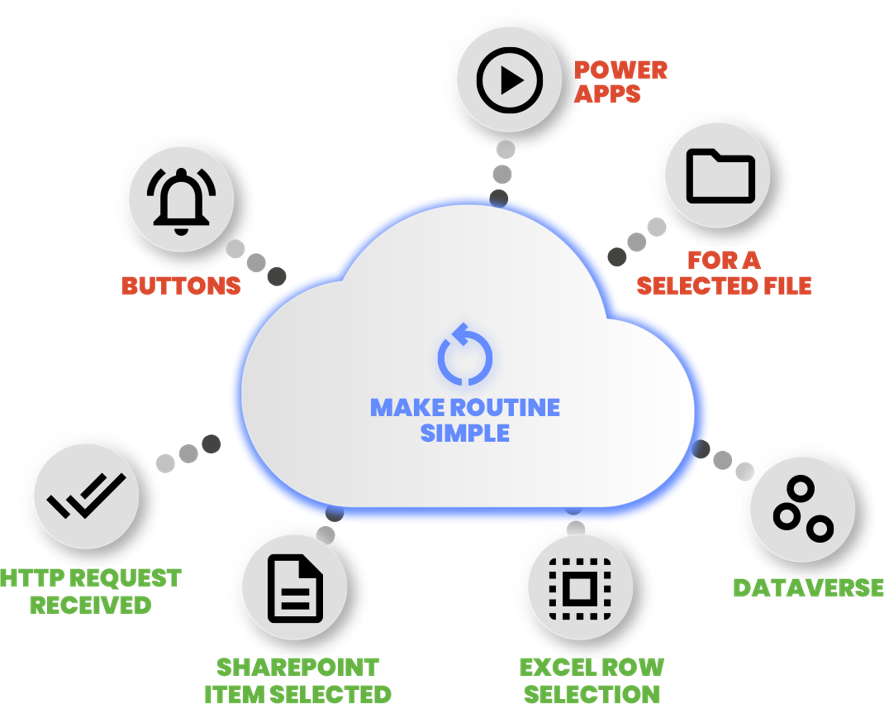 POWER
APPS
FOR A
SELECTED FILE
BUTTONS
MAKE ROUTINE
SIMPLE
HTTP REQUEST
RECEIVED
DATAVERSE
SHAREPOINT
ITEM SELECTED
EXCEL ROW
SELECTION